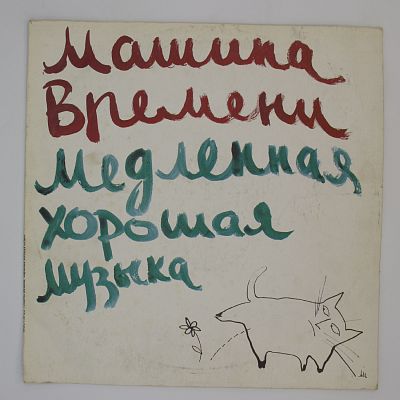 Машина
Времени
медленная
хорошая
музыка